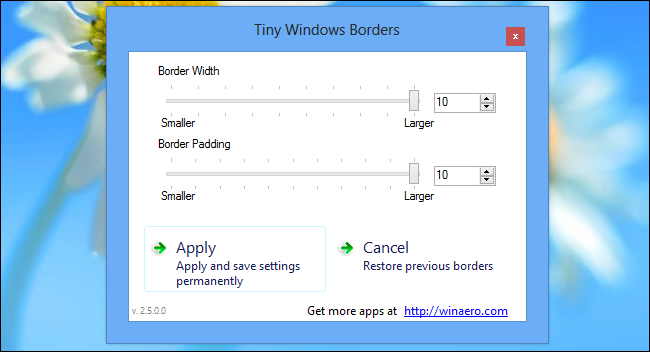 Tiny Windows Borders
x
Border Width
10
Smaller Larger
Border Padding
10
Smaller Larger
Apply
Apply and save settings
permanently
Cancel
Restore previous borders
v. 2.5.0.0
Get more apps at http://winaero.com